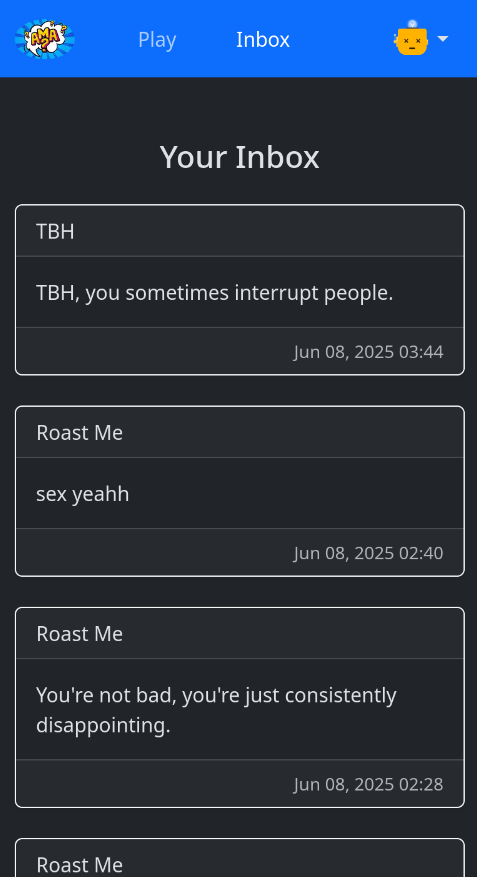 AMA
Play
Inbox
Your Inbox
TBH
TBH, you sometimes interrupt people.
Jun 08, 2025 03:44
Roast Me
sex yeahh
Jun 08, 2025 02:40
Roast Me
You're not bad, you're just consistently
disappointing.
Jun 08, 2025 02:28
Roast Me